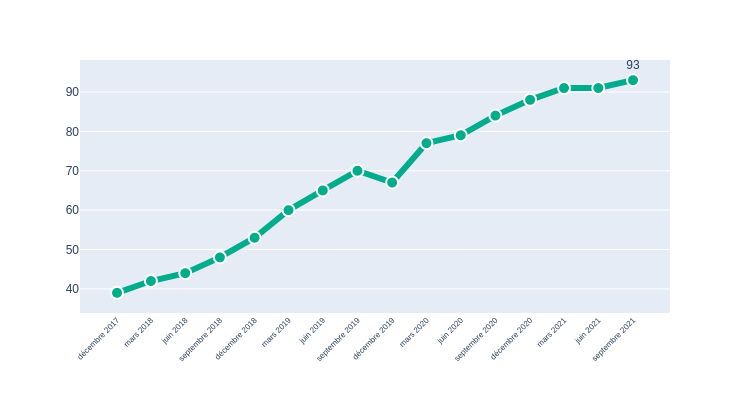 93
90
80
70
60
50
40
décembre 2017
mars 2018
juin 2018
septembre 2018
décembre 2018
mars 2019
juin 2019
septembre 2019
décembre 2019
mars 2020
juin 2020
septembre 2020
décembre 2020
mars 2021
juin 2021
septembre 2021